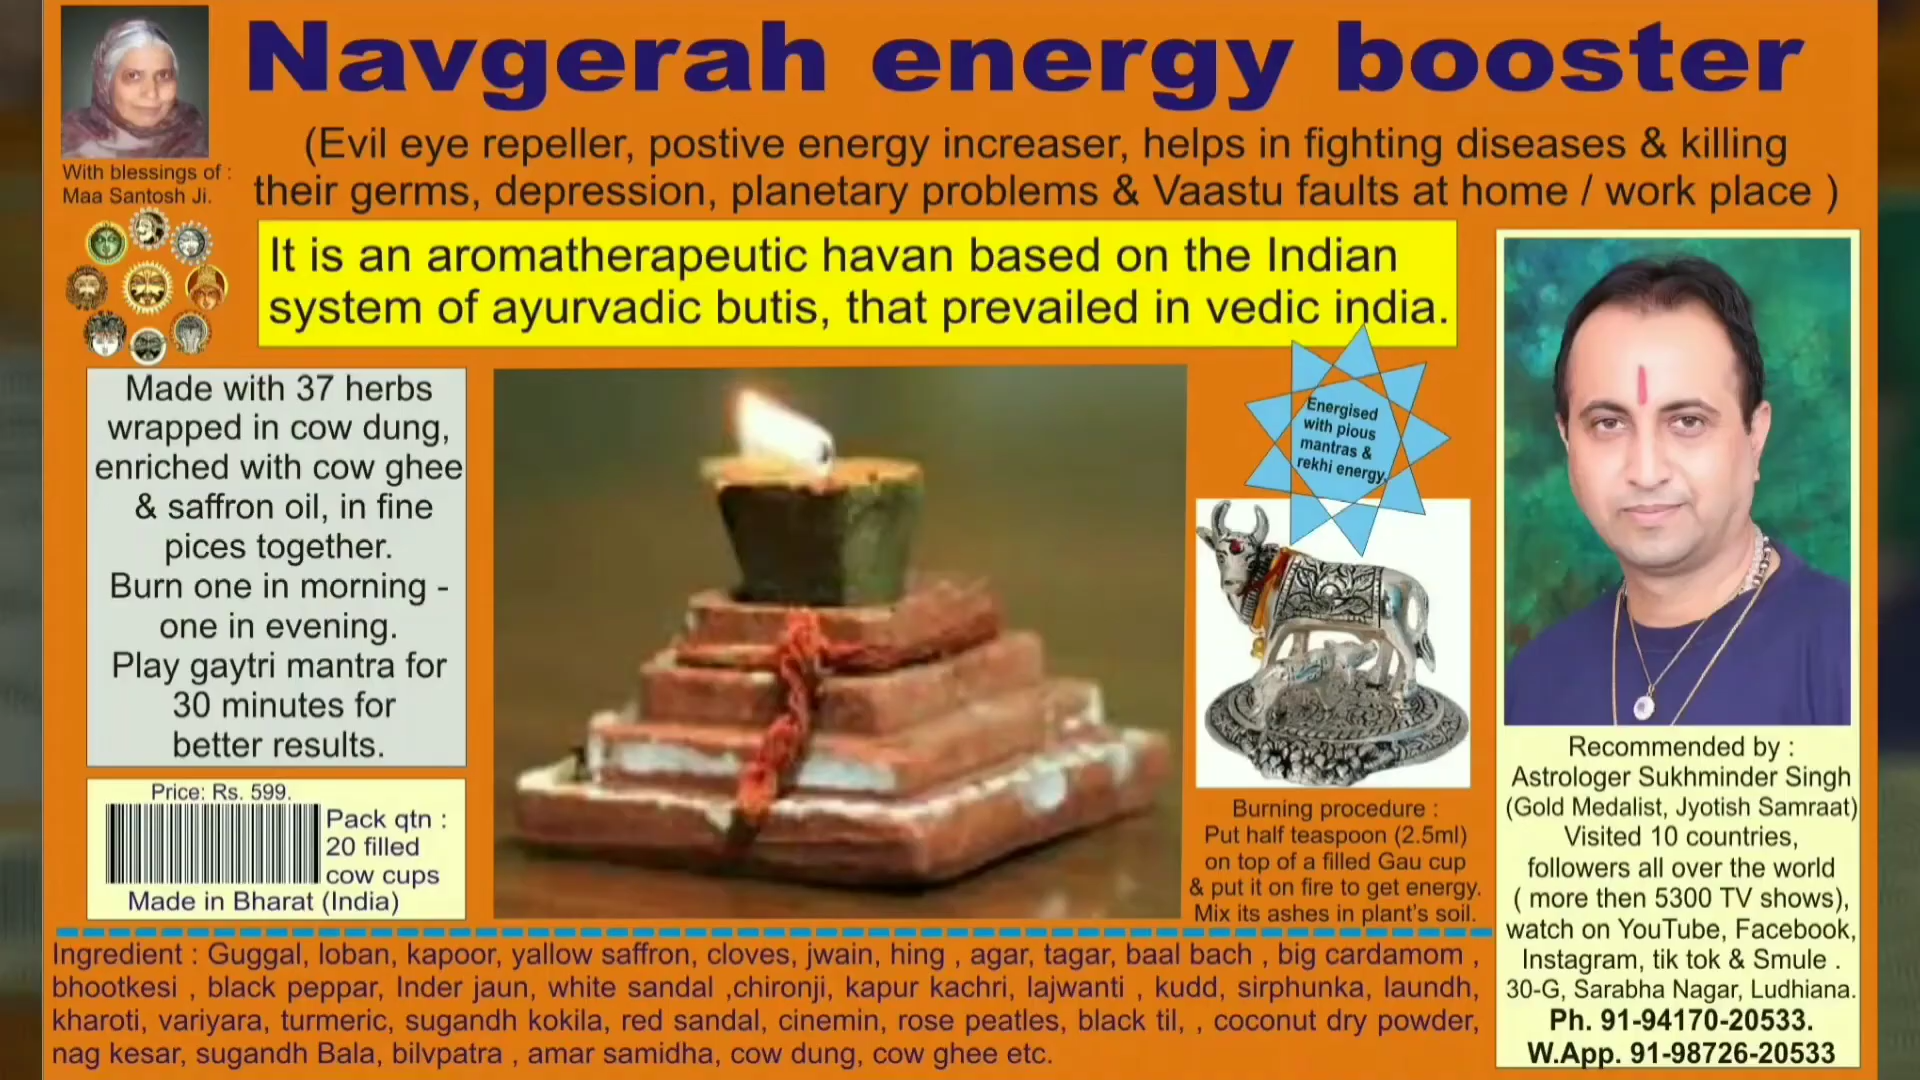 Navgerah energy booster
(Evil eye repeller, postive energy increaser, helps in fighting diseases & killing
their germs, depression, planetary problems & Vaastu faults at home / work place )
With blessings of :
Maa Santosh Ji.
It is an aromatherapeutic havan based on the Indian
system of ayurvadic butis, that prevailed in vedic india.
Made with 37 herbs
wrapped in cow dung,
enriched with cow ghee
& saffron oil, in fine
pices together.
Burn one in morning -
one in evening.
Play gaytri mantra for
30 minutes for
better results.
Price: Rs. 599.
Pack qtn :
20 filled
cow cups
Made in Bharat (India)
Energised
with pious
mantras &
rekhi energy.
Burning procedure :
Put half teaspoon (2.5ml)
on top of a filled Gau cup
& put it on fire to get energy.
Mix its ashes in plant's soil.
Recommended by :
Astrologer Sukhminder Singh
(Gold Medalist, Jyotish Samraat)
Visited 10 countries,
followers all over the world
( more then 5300 TV shows),
watch on YouTube, Facebook,
Instagram, tik tok & Smule .
30-G, Sarabha Nagar, Ludhiana.
Ph. 91-94170-20533.
W.App. 91-98726-20533
Ingredient : Guggal, loban, kapoor, yallow saffron, cloves, jwain, hing , agar, tagar, baal bach , big cardamom ,
bhootkesi , black peppar, Inder jaun, white sandal ,chironji, kapur kachri, lajwanti , kudd, sirphunka, laundh,
kharoti, variyara, turmeric, sugandh kokila, red sandal, cinemin, rose peatles, black til, , coconut dry powder,
nag kesar, sugandh Bala, bilvpatra , amar samidha, cow dung, cow ghee etc.